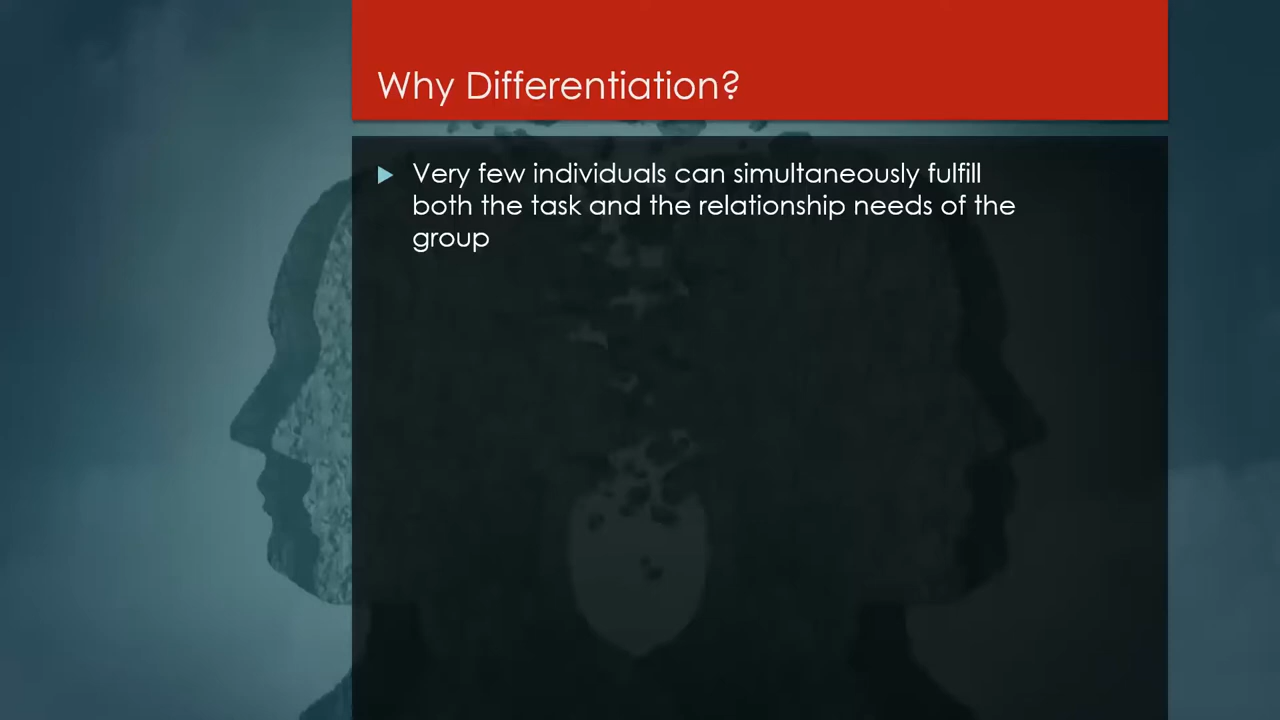 Why Differentiation?
Very few individuals can simultaneously fulfill
both the task and the relationship needs of the
group